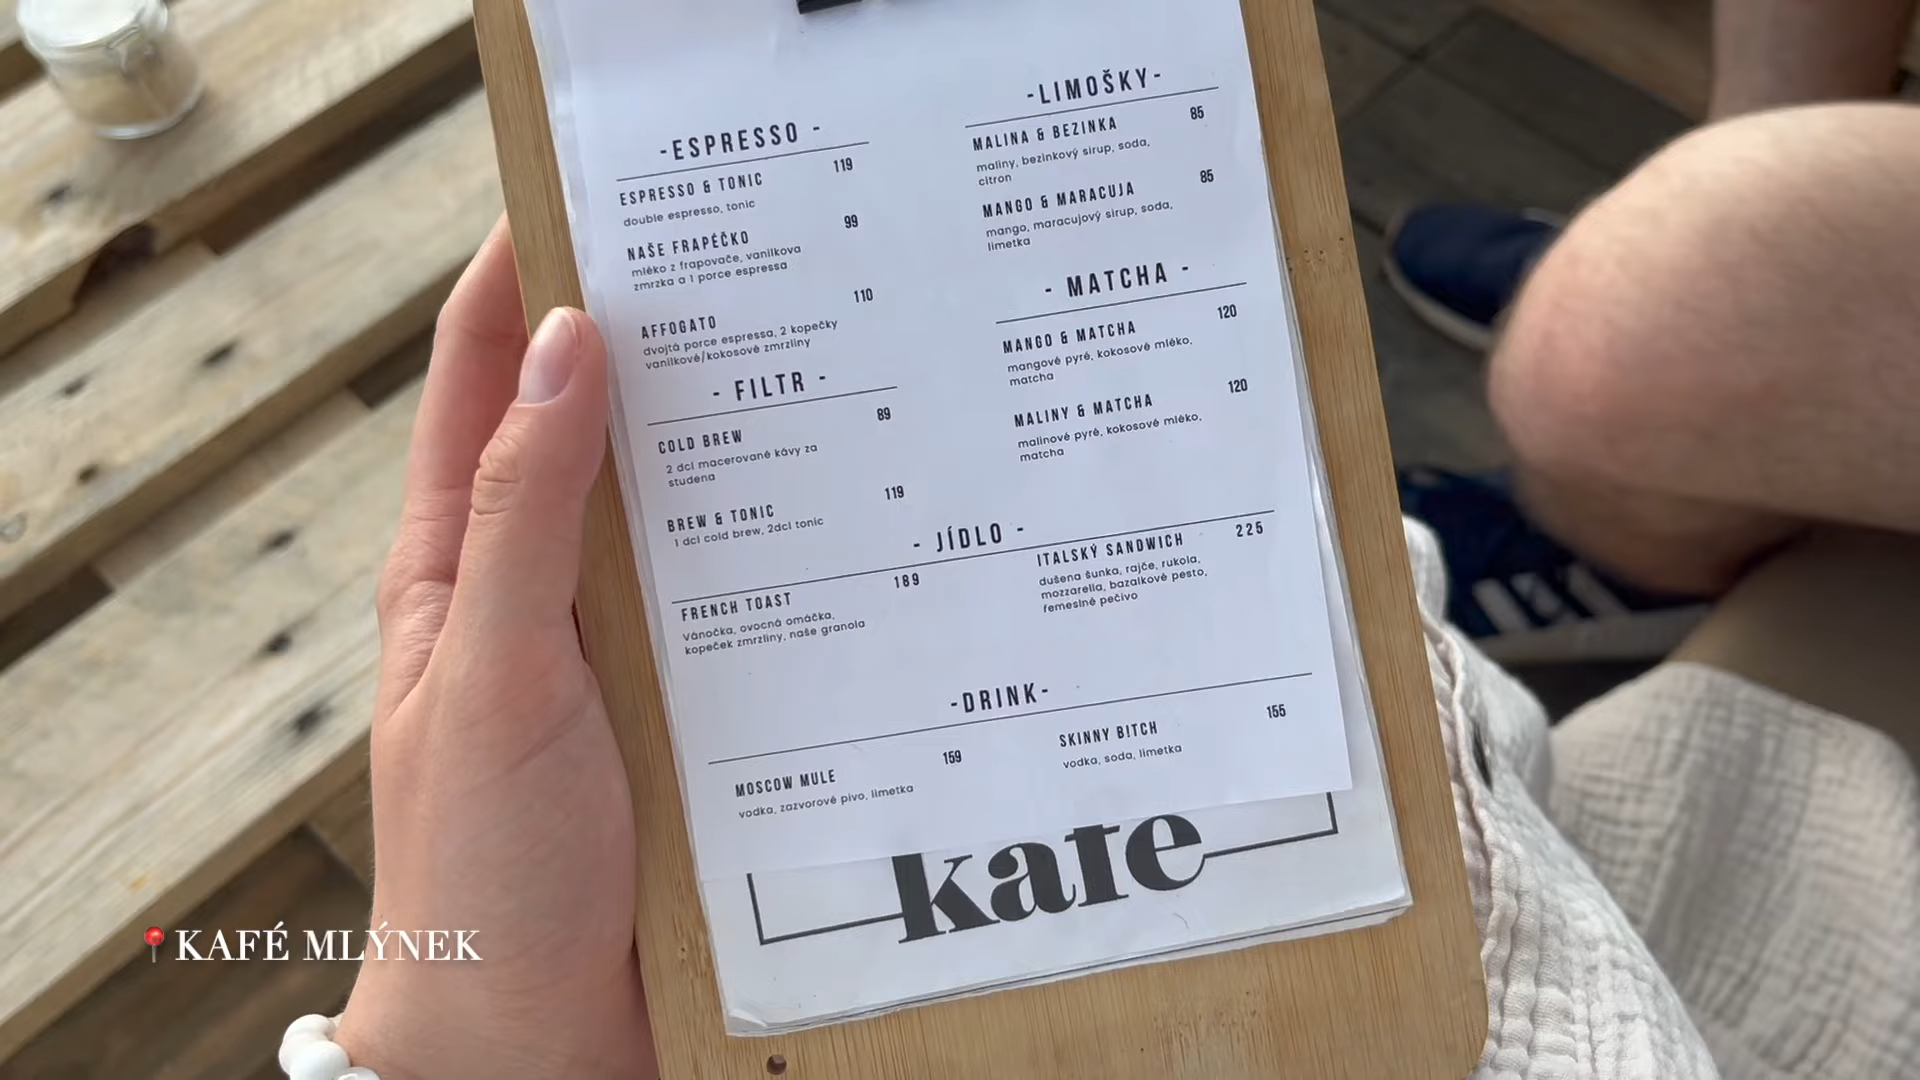 -ESPRESSO -
ESPRESSO & TONIC 119
double espresso, tonic
NAŠE FRAPÉČKO 99
mléko z frapovače, vanilkova
zmrzka a 1 porce espressa
AFFOGATO 110
dvojtá porce espressa, 2 kopečky
vanilkové/kokosové zmrzliny
- FILTR -
COLD BREW 89
2 dcl macerované kávy za
studena
BREW & TONIC 119
1 dcl cold brew, 2dcl tonic
-LIMOŠKY-
MALINA & BEZINKA 85
maliny, bezinkový sirup, soda,
citron
MANGO & MARACUJA 85
mango, maracujový sirup, soda,
limetka
- MATCHA -
MANGO & MATCHA 120
mangové pyré, kokosové mléko,
matcha
MALINY & MATCHA 120
malinové pyré, kokosové mléko,
matcha
- JÍDLO -
FRENCH TOAST 189
Vánočka, ovocná omáčka,
kopeček zmrzliny, naše granola
ITALSKÝ SANDWICH 225
dušena šunka, rajče, rukola,
mozzarella, bazalkové pesto,
řemeslné pečivo
-DRINK-
MOSCOW MULE 159
vodka, zazvorové pivo, limetka
SKINNY BITCH 155
vodka, soda, limetka
kafe
KAFÉ MLÝNEK